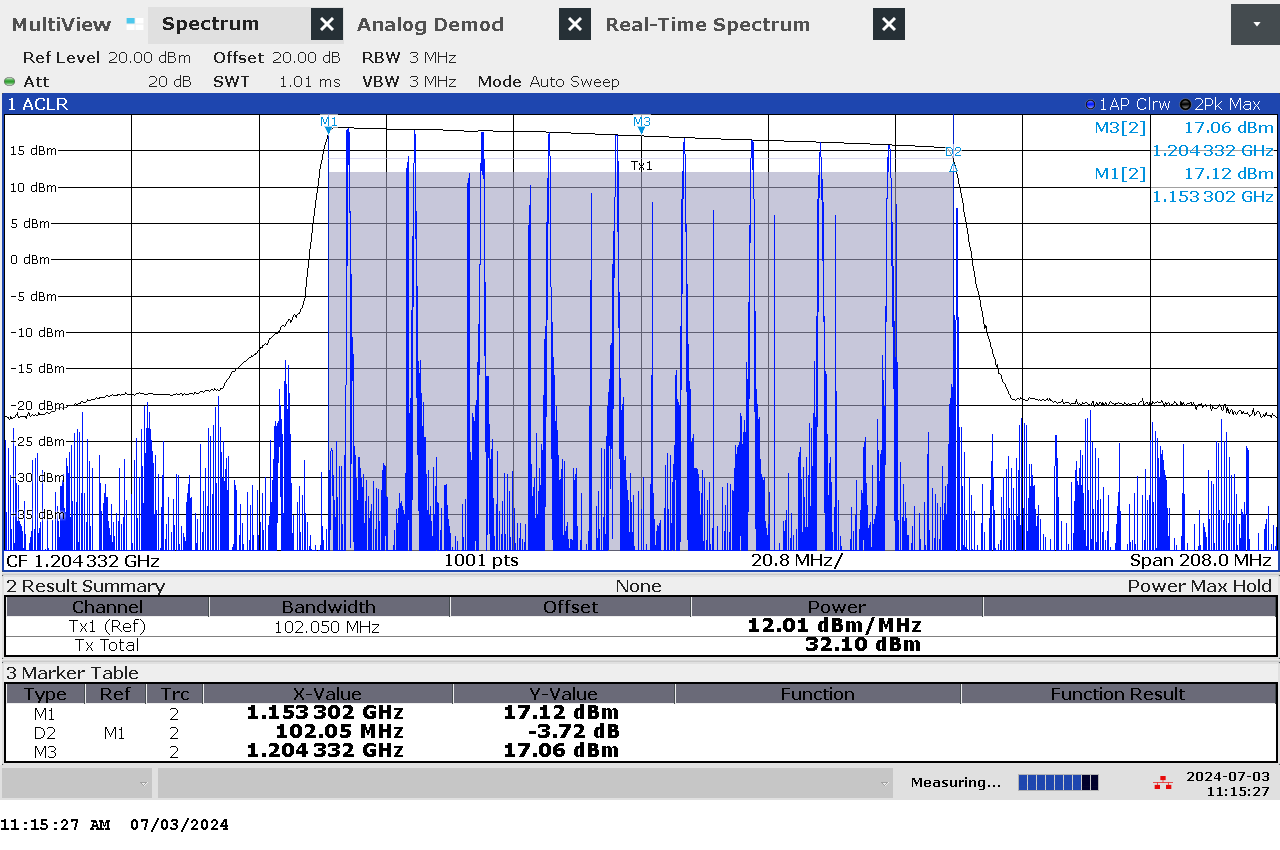 MultiView Spectrum Analog Demod Real-Time Spectrum
Ref Level 20.00 dBm Offset 20.00 dB RBW 3 MHz
Att 20 dB SWT 1.01 ms VBW 3 MHz Mode Auto Sweep
1 ACLR 1AP Clrw 2Pk Max
M1 M3 M3[2] 17.06 dBm
15 dBm D2 1.204 332 GHz
Tx1 M1[2] 17.12 dBm
10 dBm 1.153 302 GHz
5 dBm
0 dBm
-5 dBm
-10 dBm
-15 dBm
-20 dBm
-25 dBm
-30 dBm
-35 dBm
CF 1.204 332 GHz 1001 pts 20.8 MHz/ Span 208.0 MHz
2 Result Summary None Power Max Hold
Channel Bandwidth Offset Power
Tx1 (Ref) 102.050 MHz 12.01 dBm/MHz
Tx Total 32.10 dBm
3 Marker Table
Type Ref Trc X-Value Y-Value Function Function Result
M1 2 1.153 302 GHz 17.12 dBm
D2 M1 2 102.05 MHz -3.72 dB
M3 2 1.204 332 GHz 17.06 dBm
Measuring... 2024-07-03
11:15:27
11:15:27 AM 07/03/2024